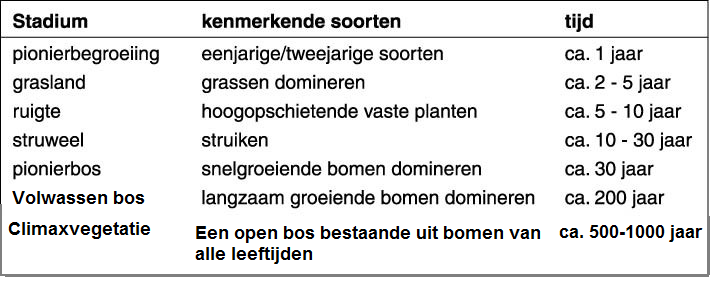 Stadium kenmerkende soorten tijd
pionierbegroeiing eenjarige/tweejarige soorten ca. 1 jaar
grasland grassen domineren ca. 2 - 5 jaar
ruigte hoogopschietende vaste planten ca. 5 - 10 jaar
struweel struiken ca. 10 - 30 jaar
pionierbos snelgroeiende bomen domineren ca. 30 jaar
Volwassen bos langzaam groeiende bomen domineren ca. 200 jaar
Climaxvegetatie Een open bos bestaande uit bomen van ca. 500-1000 jaar
alle leeftijden